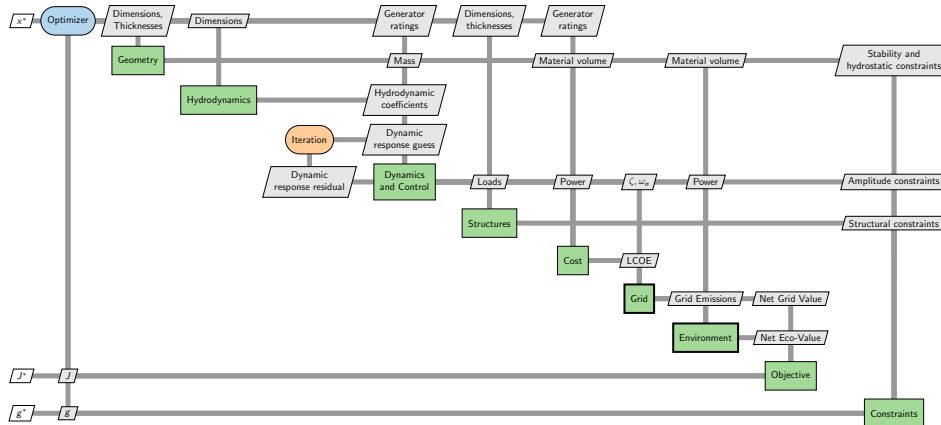 x*
Optimizer
Dimensions,
Thicknesses
Dimensions
Generator
ratings
Dimensions,
thicknesses
Generator
ratings
Geometry
Mass
Material volume
Material volume
Stability and
hydrostatic constraints
Hydrodynamics
Hydrodynamic
coefficients
Iteration
Dynamic
response guess
Dynamic
response residual
Dynamics
and Control
Loads
Power
ζ, ωₙ
Power
Amplitude constraints
Structures
Structural constraints
Cost
LCOE
Grid
Grid Emissions
Net Grid Value
Environment
Net Eco-Value
J*
J
Objective
g*
g
Constraints